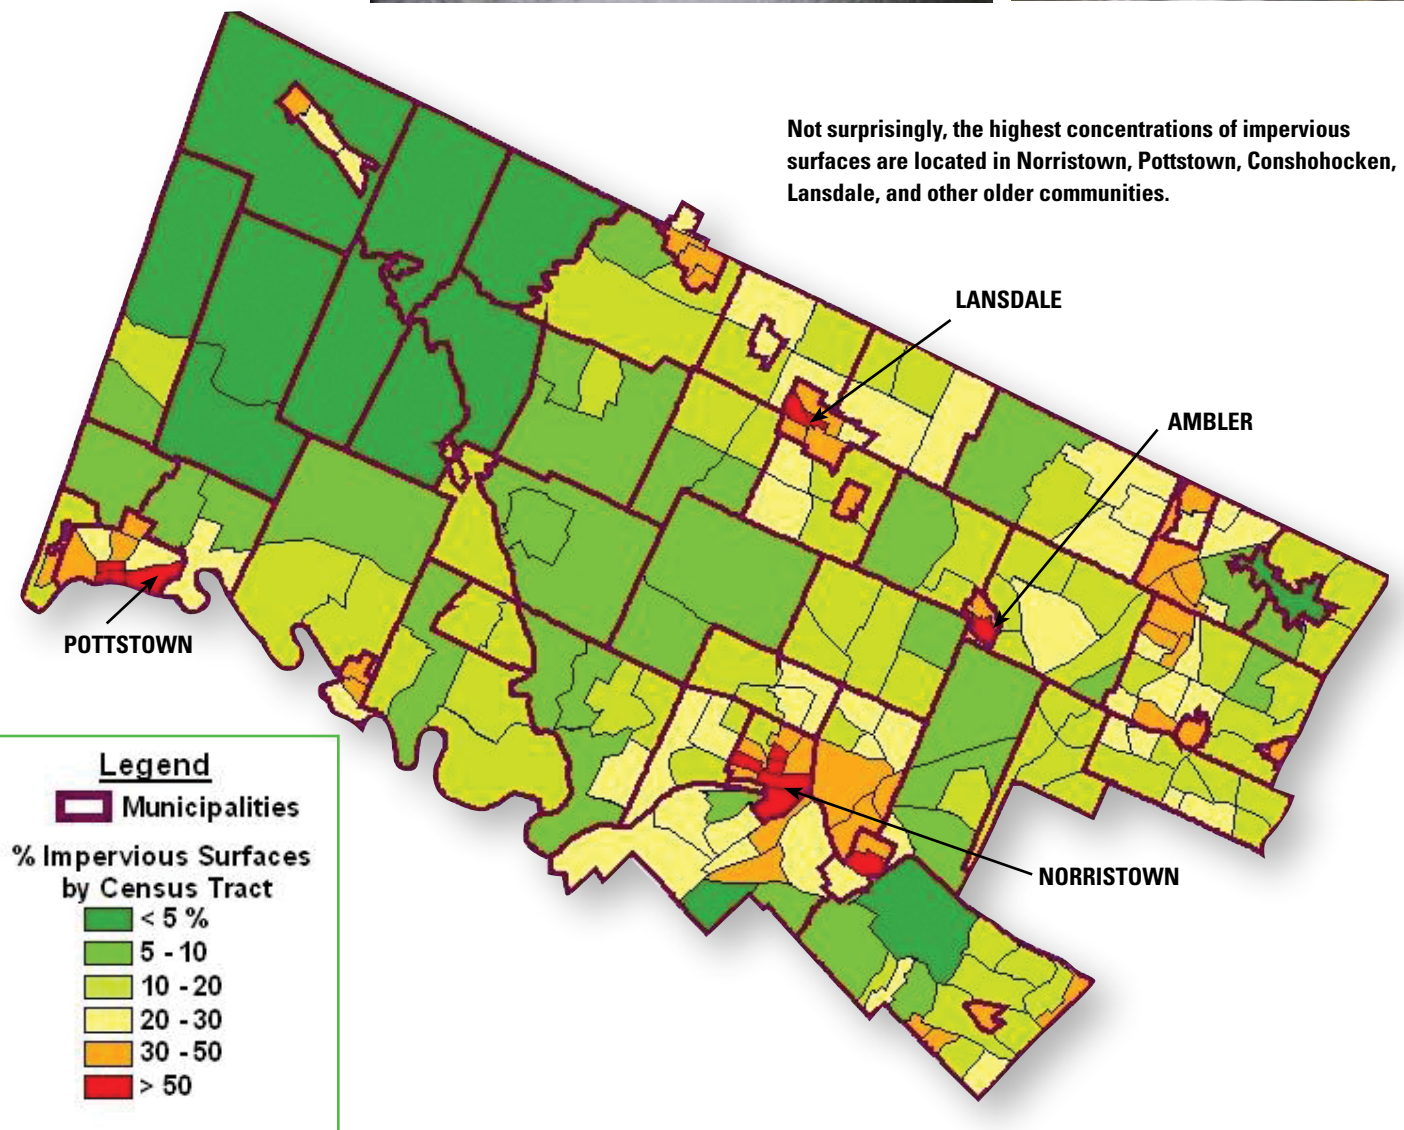 Not surprisingly, the highest concentrations of impervious
surfaces are located in Norristown, Pottstown, Conshohocken,
Lansdale, and other older communities.
LANSDALE
AMBLER
POTTSTOWN
NORRISTOWN
Legend
Municipalities
% Impervious Surfaces
by Census Tract
< 5 %
5 - 10
10 - 20
20 - 30
30 - 50
> 50